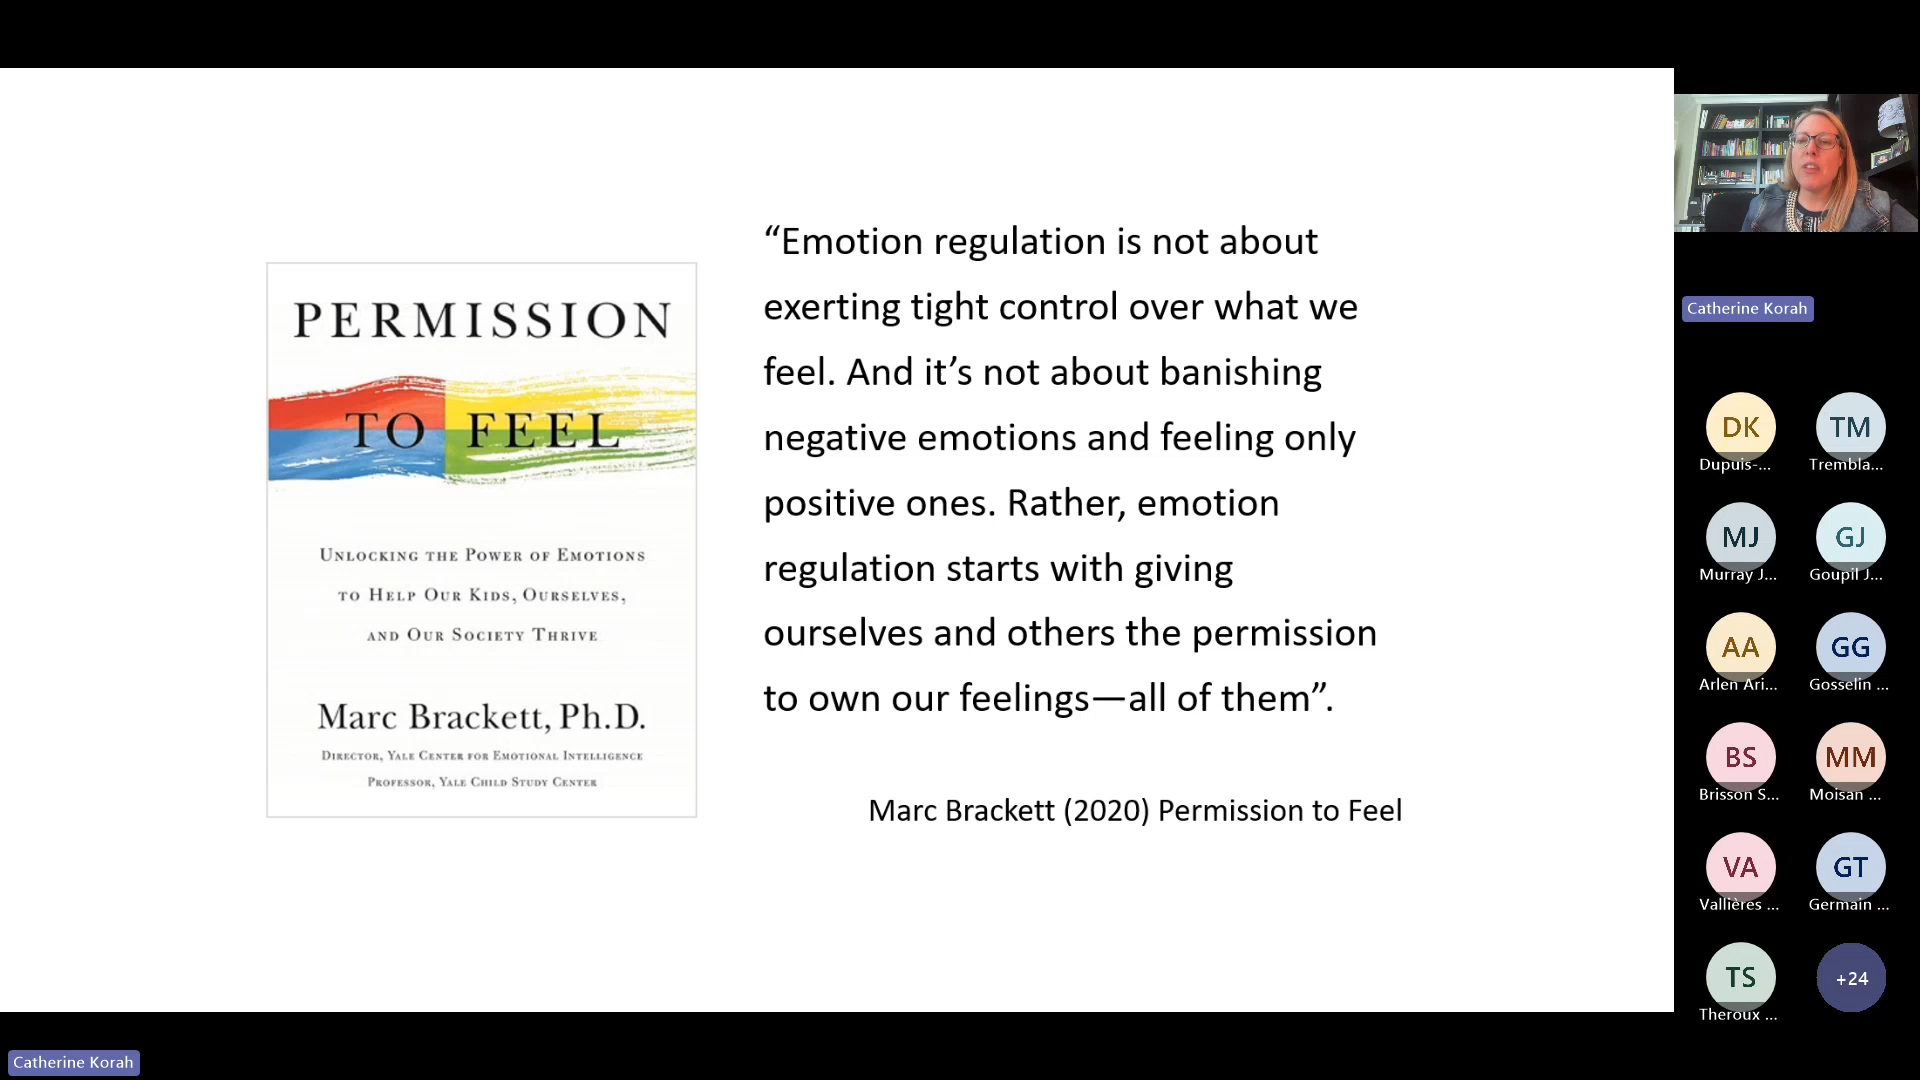 PERMISSION
TO FEEL
UNLOCKING THE POWER OF EMOTIONS
TO HELP OUR KIDS, OURSELVES,
AND OUR SOCIETY THRIVE
Marc Brackett, Ph.D.
DIRECTOR, YALE CENTER FOR EMOTIONAL INTELLIGENCE
PROFESSOR, YALE CHILD STUDY CENTER
“Emotion regulation is not about
exerting tight control over what we
feel. And it’s not about banishing
negative emotions and feeling only
positive ones. Rather, emotion
regulation starts with giving
ourselves and others the permission
to own our feelings—all of them”.
Marc Brackett (2020) Permission to Feel
Catherine Korah
DK
Dupuis-...
TM
Trembla...
MJ
Murray J...
GJ
Goupil J...
AA
Arlen Ari...
GG
Gosselin ...
BS
Brisson S...
MM
Moisan ...
VA
Vallières ...
GT
Germain ...
TS
Theroux ...
+24
Catherine Korah